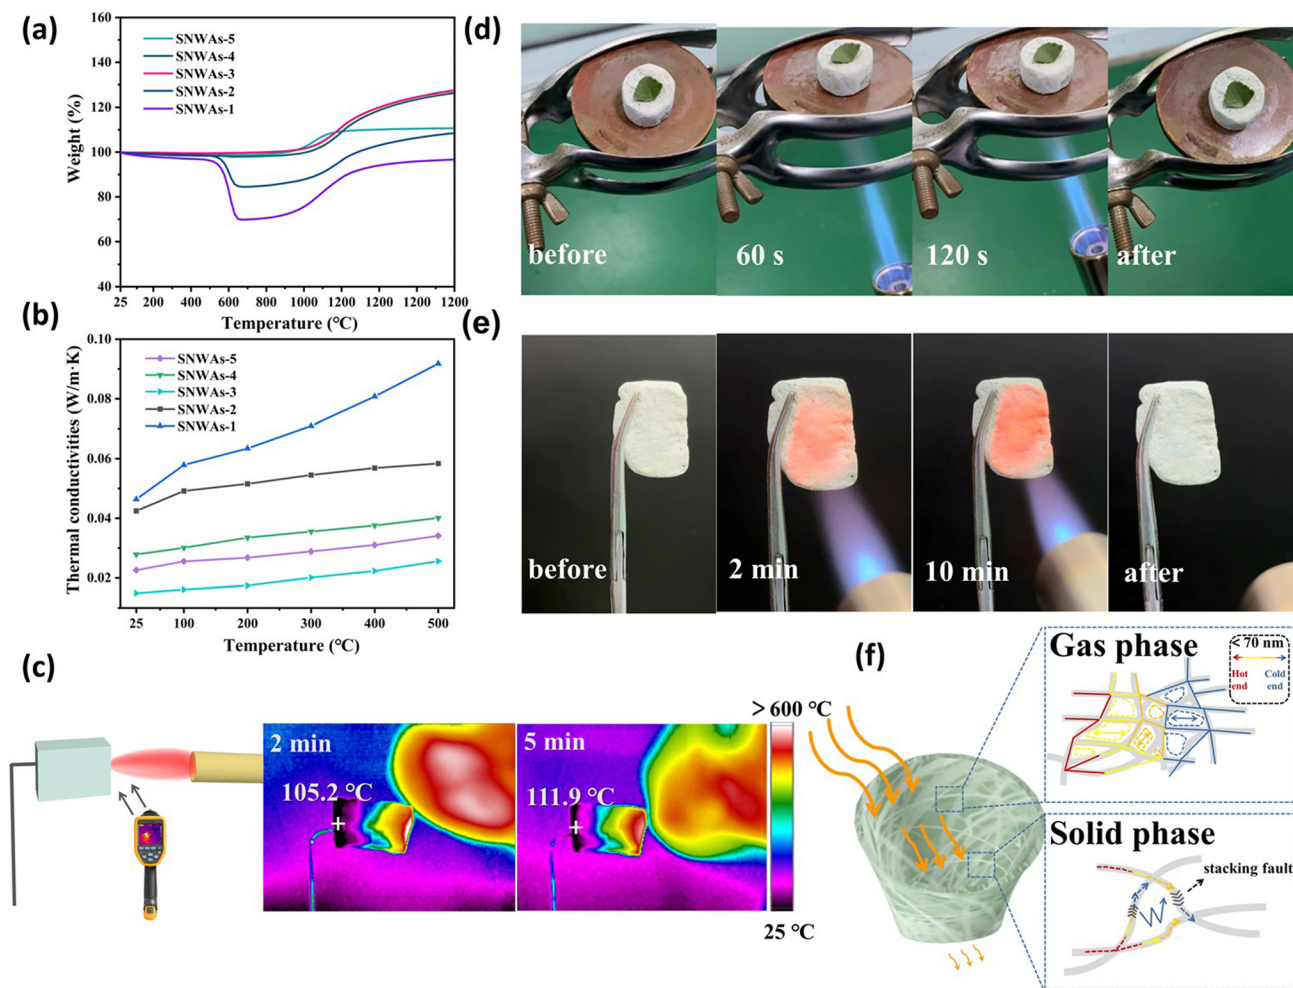 (a)
Weight (%)
160
140
120
100
80
60
40
SNWAs-5
SNWAs-4
SNWAs-3
SNWAs-2
SNWAs-1
25 200 400 600 800 1000 1200 1200 1200 1200
Temperature (℃)
(b)
Thermal conductivities (W/m·K)
0.10
0.08
0.06
0.04
0.02
SNWAs-5
SNWAs-4
SNWAs-3
SNWAs-2
SNWAs-1
25 100 200 300 400 500
Temperature (℃)
(c)
2 min
105.2 ℃
5 min
111.9 ℃
> 600 ℃
25 ℃
(d)
before
60 s
120 s
after
(e)
before
2 min
10 min
after
(f)
Gas phase
< 70 nm
Hot end
Cold end
Solid phase
stacking fault